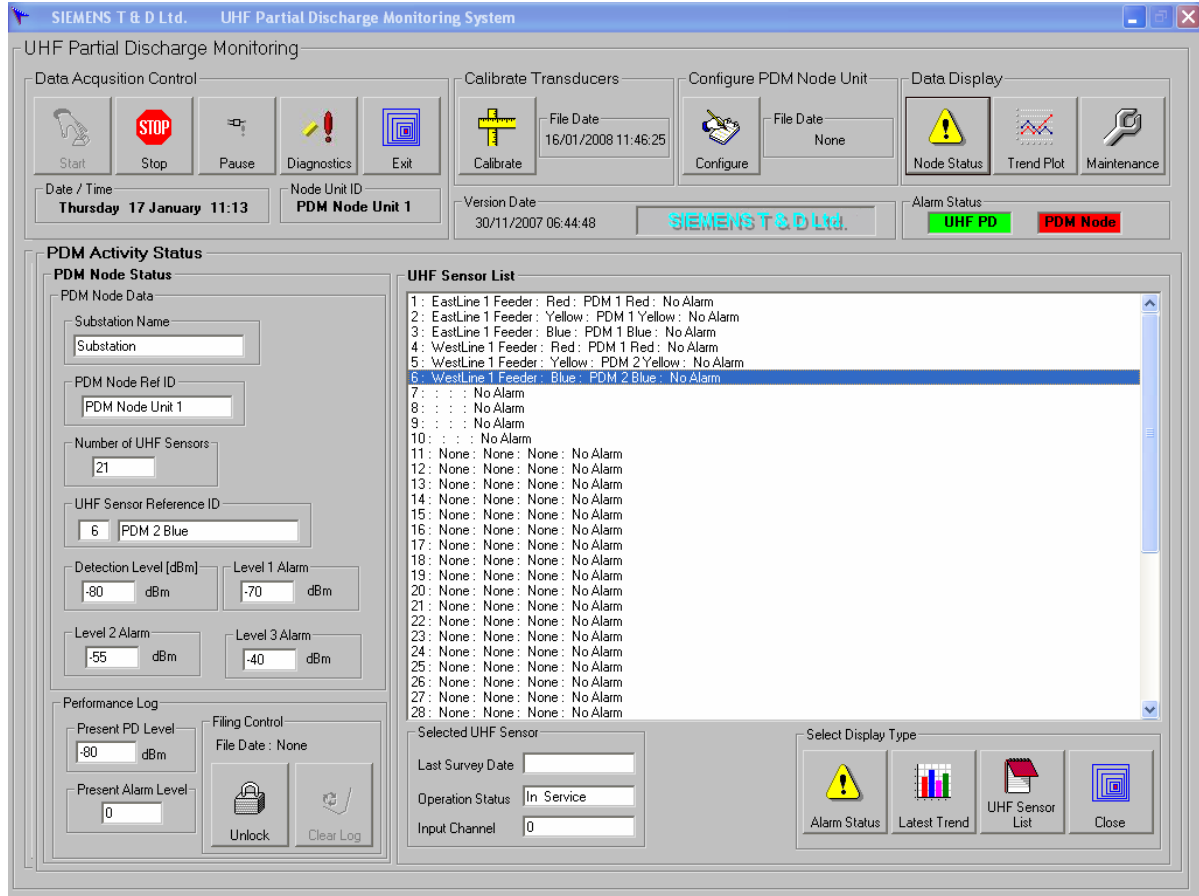 SIEMENS T & D Ltd. UHF Partial Discharge Monitoring System
UHF Partial Discharge Monitoring
Data Acqusition Control
Start
STOP
Stop
Pause
Diagnostics
Exit
Calibrate Transducers
Calibrate
File Date
16/01/2008 11:46:25
Configure PDM Node Unit
Configure
File Date
None
Data Display
Node Status
Trend Plot
Maintenance
Date / Time
Thursday 17 January 11:13
Node Unit ID
PDM Node Unit 1
Version Date
30/11/2007 06:44:48
SIEMENS T & D Ltd.
Alarm Status
UHF PD
PDM Node
PDM Activity Status
PDM Node Status
PDM Node Data
Substation Name
Substation
PDM Node Ref ID
PDM Node Unit 1
Number of UHF Sensors
21
UHF Sensor Reference ID
6 PDM 2 Blue
Detection Level [dBm]
-80 dBm
Level 1 Alarm
-70 dBm
Level 2 Alarm
-55 dBm
Level 3 Alarm
-40 dBm
Performance Log
Present PD Level
-80 dBm
Present Alarm Level
0
Filing Control
File Date : None
Unlock
Clear Log
UHF Sensor List
1 : EastLine 1 Feeder : Red : PDM 1 Red : No Alarm
2 : EastLine 1 Feeder : Yellow : PDM 1 Yellow : No Alarm
3 : EastLine 1 Feeder : Blue : PDM 1 Blue : No Alarm
4 : WestLine 1 Feeder : Red : PDM 1 Red : No Alarm
5 : WestLine 1 Feeder : Yellow : PDM 2 Yellow : No Alarm
6 : WestLine 1 Feeder : Blue : PDM 2 Blue : No Alarm
7 : : : : No Alarm
8 : : : : No Alarm
9 : : : : No Alarm
10 : : : : No Alarm
11 : None : None : None : No Alarm
12 : None : None : None : No Alarm
13 : None : None : None : No Alarm
14 : None : None : None : No Alarm
15 : None : None : None : No Alarm
16 : None : None : None : No Alarm
17 : None : None : None : No Alarm
18 : None : None : None : No Alarm
19 : None : None : None : No Alarm
20 : None : None : None : No Alarm
21 : None : None : None : No Alarm
22 : None : None : None : No Alarm
23 : None : None : None : No Alarm
24 : None : None : None : No Alarm
25 : None : None : None : No Alarm
26 : None : None : None : No Alarm
27 : None : None : None : No Alarm
28 : None : None : None : No Alarm
Selected UHF Sensor
Last Survey Date
Operation Status In Service
Input Channel 0
Select Display Type
Alarm Status
Latest Trend
UHF Sensor
List
Close